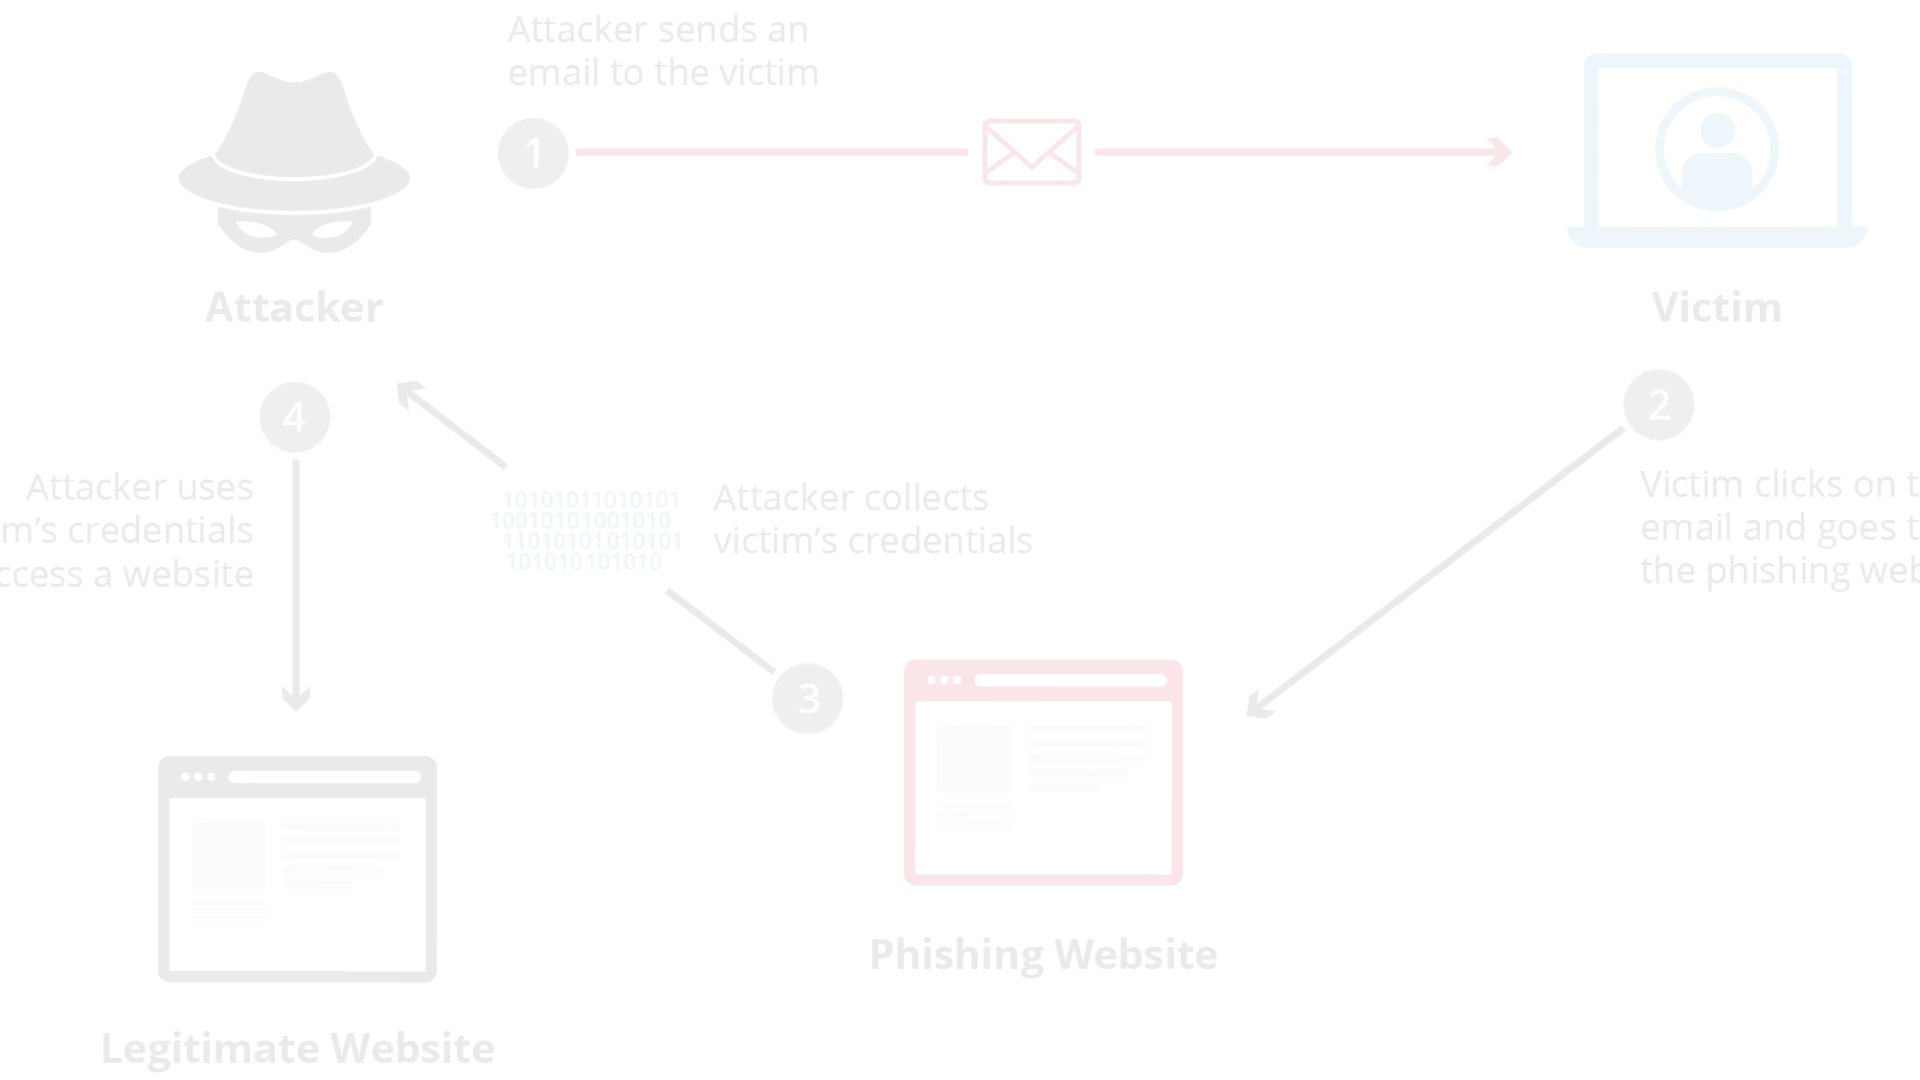 Attacker sends an
email to the victim
1
Attacker
Victim
4
2
Attacker uses
m’s credentials
ccess a website
10101011010101
10010101001010
11010101010101
101010101010
Attacker collects
victim’s credentials
Victim clicks on t
email and goes t
the phishing web
3
Phishing Website
Legitimate Website